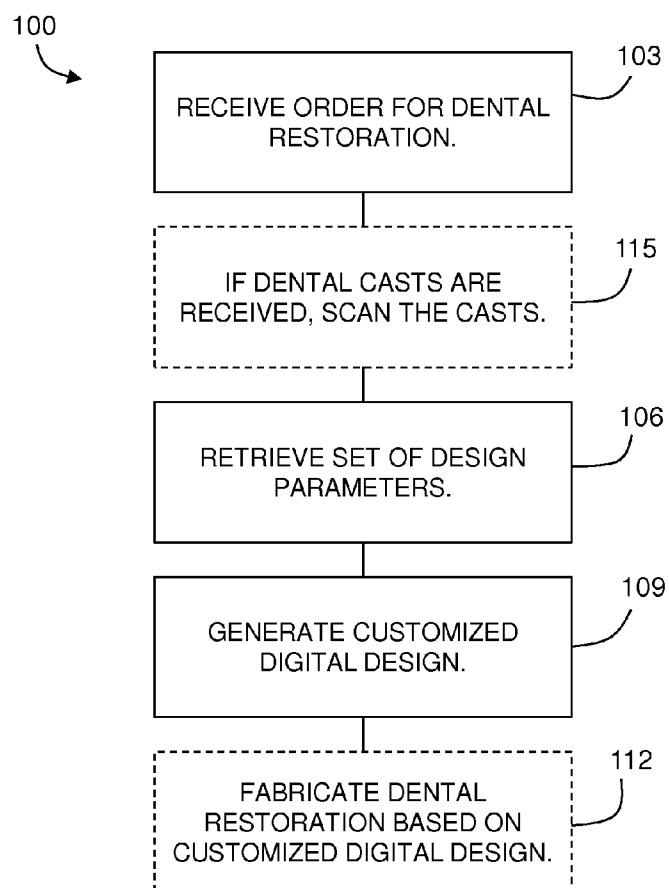 100
103
RECEIVE ORDER FOR DENTAL
RESTORATION.
115
IF DENTAL CASTS ARE
RECEIVED, SCAN THE CASTS.
106
RETRIEVE SET OF DESIGN
PARAMETERS.
109
GENERATE CUSTOMIZED
DIGITAL DESIGN.
112
FABRICATE DENTAL
RESTORATION BASED ON
CUSTOMIZED DIGITAL DESIGN.